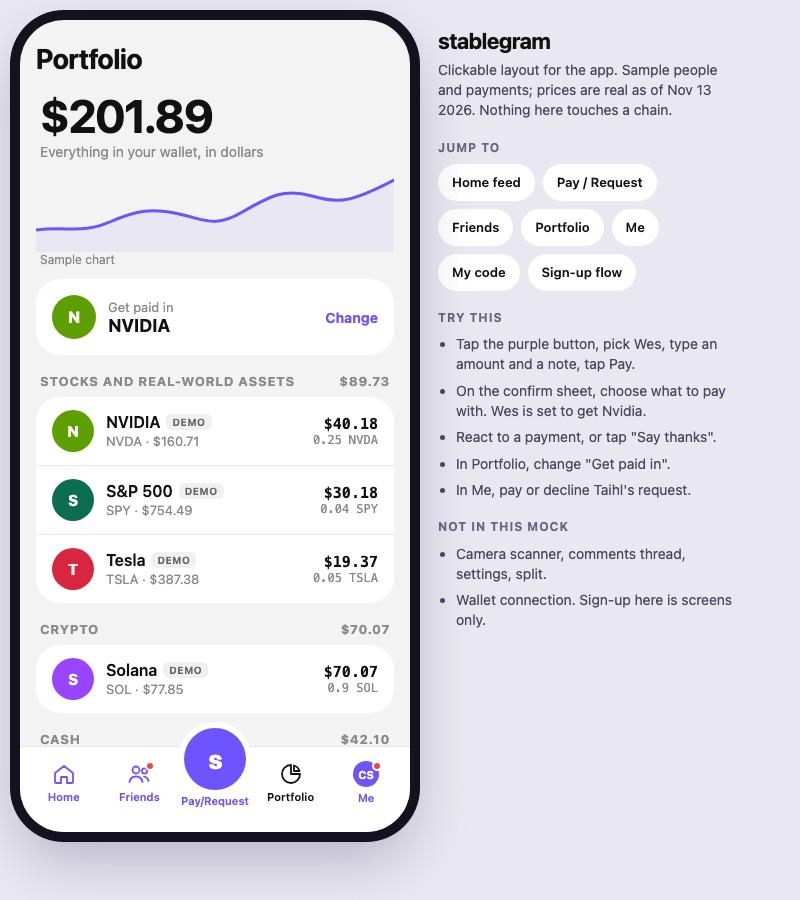 Portfolio
$201.89
Everything in your wallet, in dollars
Sample chart
N
Get paid in
NVIDIA
Change
STOCKS AND REAL-WORLD ASSETS $89.73
N
NVIDIA DEMO $40.18
NVDA · $160.71 0.25 NVDA
S
S&P 500 DEMO $30.18
SPY · $754.49 0.04 SPY
T
Tesla DEMO $19.37
TSLA · $387.38 0.05 TSLA
CRYPTO $70.07
S
Solana DEMO $70.07
SOL · $77.85 0.9 SOL
CASH $42.10
S
Home
Friends
Pay/Request
Portfolio
CS
Me
stablegram
Clickable layout for the app. Sample people
and payments; prices are real as of Nov 13
2026. Nothing here touches a chain.
JUMP TO
Home feed
Pay / Request
Friends
Portfolio
Me
My code
Sign-up flow
TRY THIS
Tap the purple button, pick Wes, type an
amount and a note, tap Pay.
On the confirm sheet, choose what to pay
with. Wes is set to get Nvidia.
React to a payment, or tap "Say thanks".
In Portfolio, change "Get paid in".
In Me, pay or decline Taihl's request.
NOT IN THIS MOCK
Camera scanner, comments thread,
settings, split.
Wallet connection. Sign-up here is screens
only.